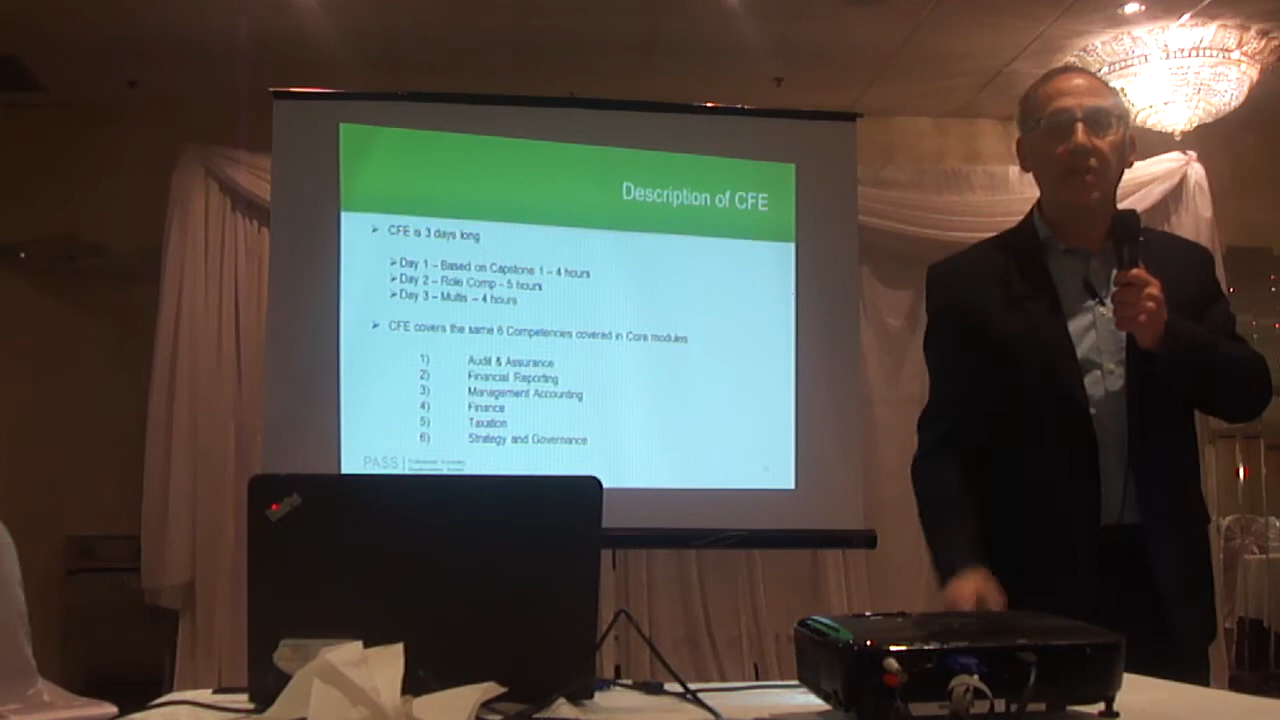 Description of CFE
➢ CFE is 3 days long
➢ Day 1 – Based on Capstone 1 – 4 hours
➢ Day 2 – Role Comp – 5 hours
➢ Day 3 – Multis – 4 hours
➢ CFE covers the same 6 Competencies covered in Core modules
1) Audit & Assurance
2) Financial Reporting
3) Management Accounting
4) Finance
5) Taxation
6) Strategy and Governance
PASS
ThinkPad